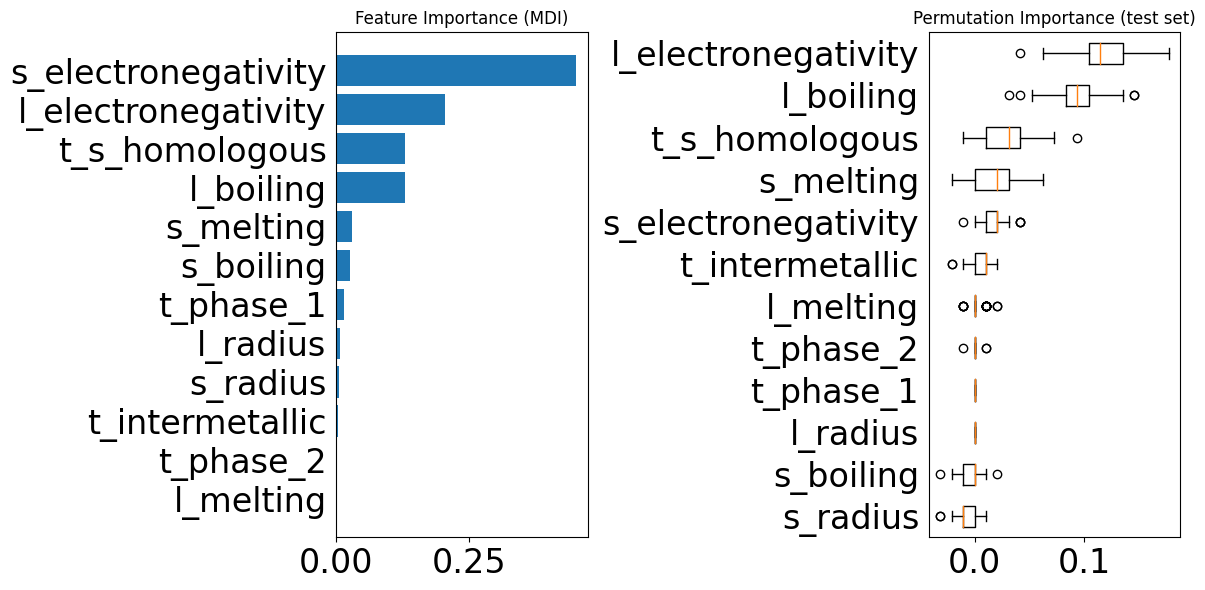 Feature Importance (MDI)
s_electronegativity
l_electronegativity
t_s_homologous
l_boiling
s_melting
s_boiling
t_phase_1
l_radius
s_radius
t_intermetallic
t_phase_2
l_melting
0.00
0.25
Permutation Importance (test set)
l_electronegativity
l_boiling
t_s_homologous
s_melting
s_electronegativity
t_intermetallic
l_melting
t_phase_2
t_phase_1
l_radius
s_boiling
s_radius
0.0
0.1